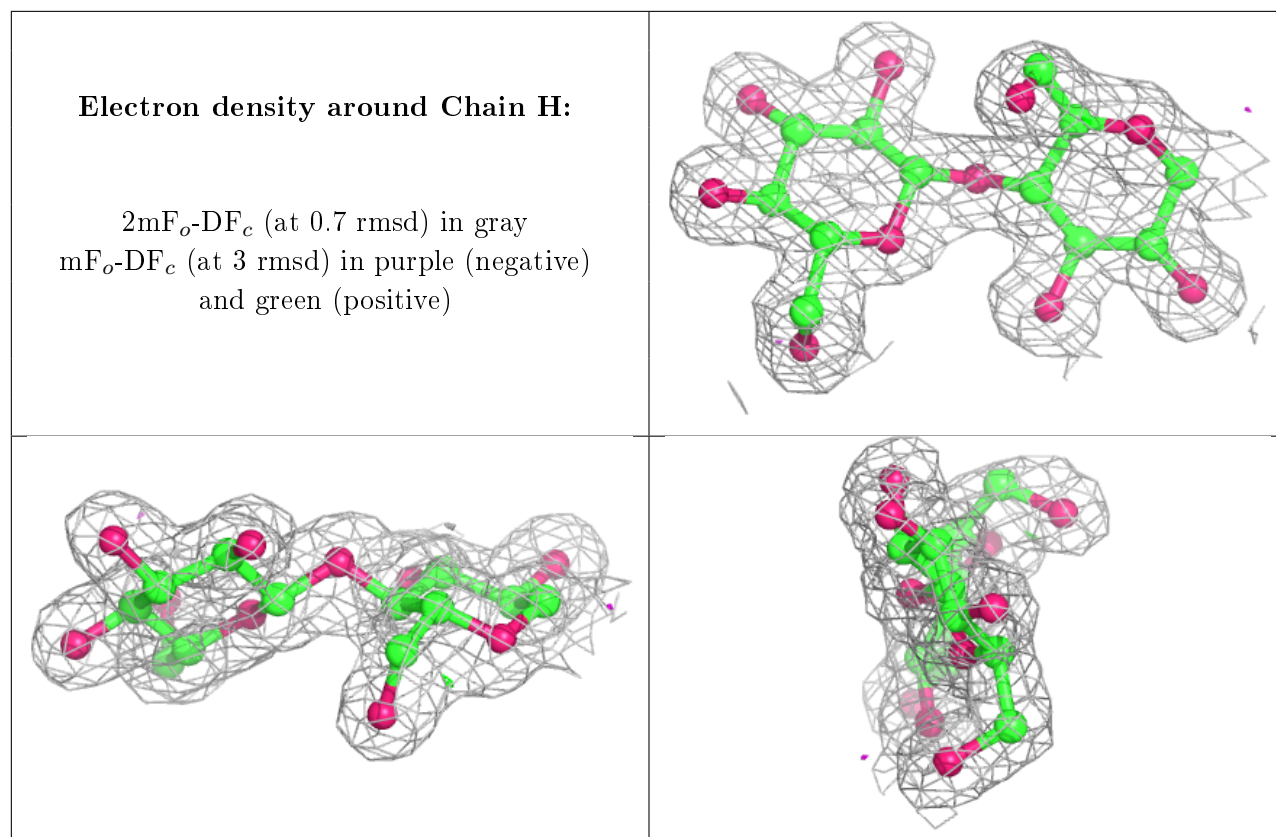 Electron density around Chain H:
2mFₒ-DF𝒸 (at 0.7 rmsd) in gray
mFₒ-DF𝒸 (at 3 rmsd) in purple (negative)
and green (positive)